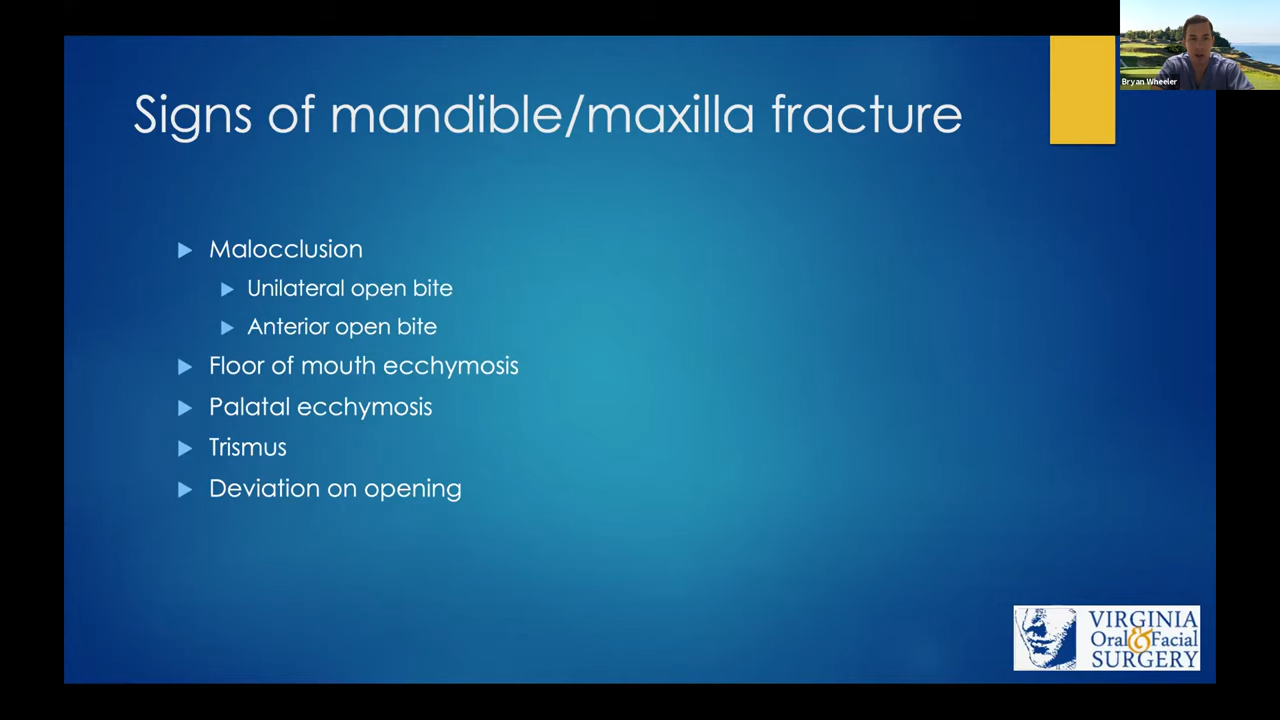 Bryan Wheeler
Signs of mandible/maxilla fracture
Malocclusion
Unilateral open bite
Anterior open bite
Floor of mouth ecchymosis
Palatal ecchymosis
Trismus
Deviation on opening
VIRGINIA
Oral & Facial
SURGERY